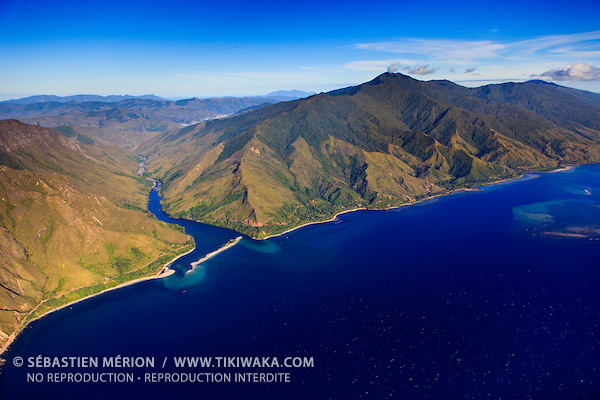 © SÉBASTIEN MÉRION / WWW.TIKIWAKA.COM
NO REPRODUCTION - REPRODUCTION INTERDITE